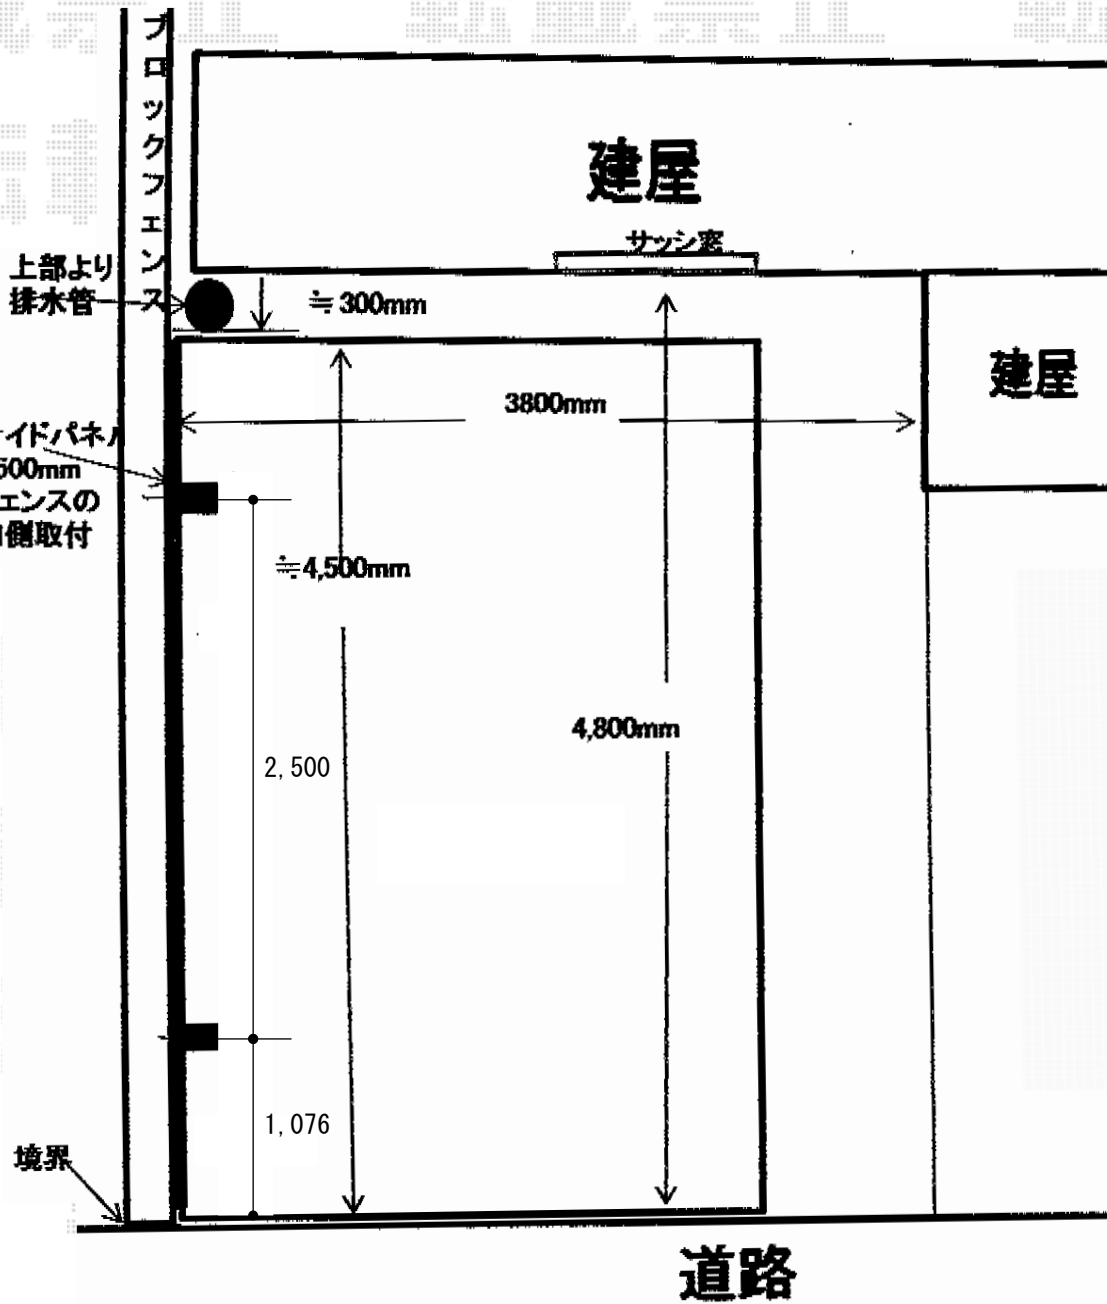 ブロックフェンス
建屋
サッシ窓
上部より
排水管
≒300mm
建屋
3800mm
イドパネル
500mm
ェンスの
側取付
≒4,500mm
4,800mm
2,500
1,076
境界
道路